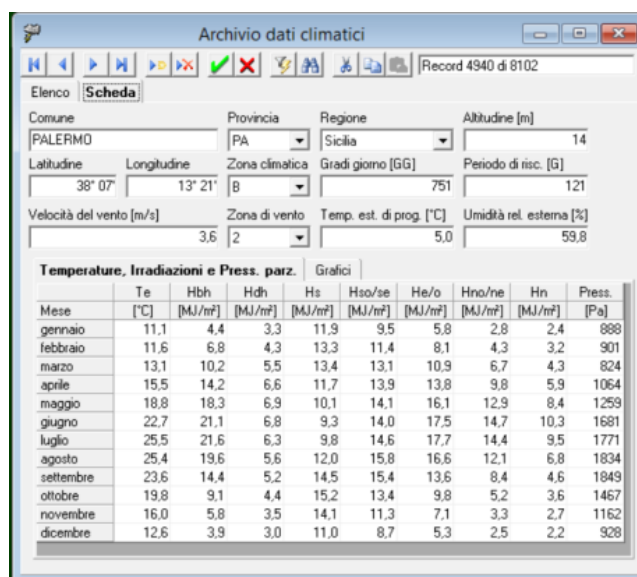 Archivio dati climatici
Record 4940 di 8102
Elenco Scheda
Comune Provincia Regione Altitudine [m]
PALERMO PA Sicilia 14
Latitudine Longitudine Zona climatica Gradi giorno [GG] Periodo di risc. [G]
38° 07' 13° 21' B 751 121
Velocità del vento [m/s] Zona di vento Temp. est. di prog. [°C] Umidità rel. esterna [%]
3,6 2 5,0 59,8
Temperature, Irradiazioni e Press. parz. Grafici
Te Hbh Hdh Hs Hso/se He/o Hno/ne Hn Press.
Mese [°C] [MJ/m²] [MJ/m²] [MJ/m²] [MJ/m²] [MJ/m²] [MJ/m²] [MJ/m²] [Pa]
gennaio 11,1 4,4 3,3 11,9 9,5 5,8 2,8 2,4 888
febbraio 11,6 6,8 4,3 13,3 11,4 8,1 4,3 3,2 901
marzo 13,1 10,2 5,5 13,4 13,1 10,9 6,7 4,3 824
aprile 15,5 14,2 6,6 11,7 13,9 13,8 9,8 5,9 1064
maggio 18,8 18,3 6,9 10,1 14,1 16,1 12,9 8,4 1259
giugno 22,7 21,1 6,8 9,3 14,0 17,5 14,7 10,3 1681
luglio 25,5 21,6 6,3 9,8 14,6 17,7 14,4 9,5 1771
agosto 25,4 19,6 5,6 12,0 15,8 16,6 12,1 6,8 1834
settembre 23,6 14,4 5,2 14,5 15,4 13,6 8,4 4,6 1849
ottobre 19,8 9,1 4,4 15,2 13,4 9,8 5,2 3,6 1467
novembre 16,0 5,8 3,5 14,1 11,3 7,1 3,3 2,7 1162
dicembre 12,6 3,9 3,0 11,0 8,7 5,3 2,5 2,2 928